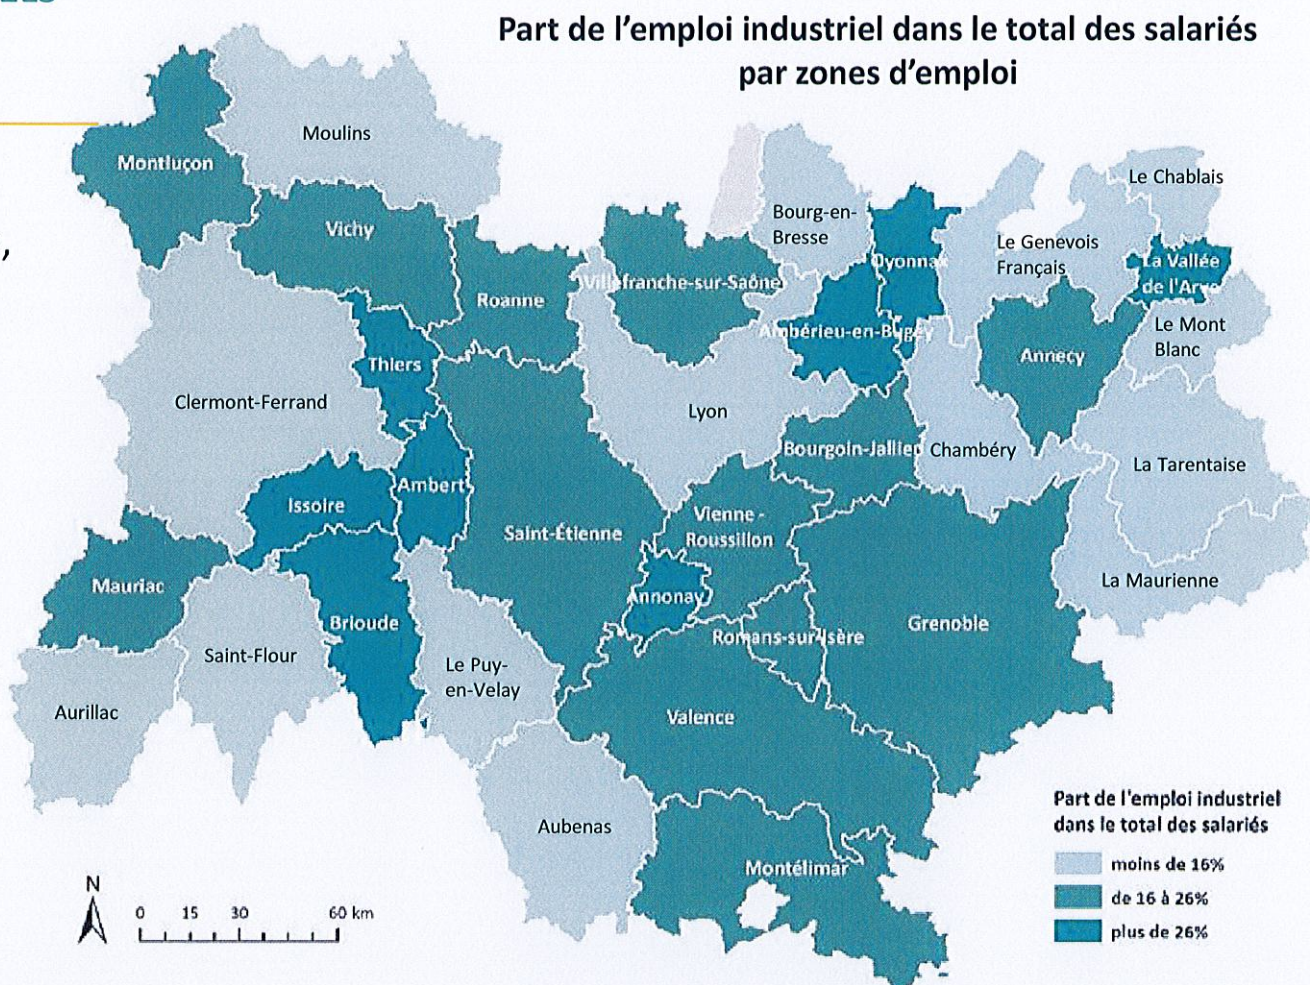 Part de l'emploi industriel dans le total des salariés
par zones d'emploi
,
Moulins
Montluçon
Le Chablais
Vichy
Bourg-en-
Bresse
Le Genevois
Français
Oyonnax
La Vallée
de l'Arve
Villefranche-sur-Saône
Roanne
Le Mont
Blanc
Ambérieu-en-Bugey
Annecy
Thiers
Clermont-Ferrand
Lyon
Bourgoin-Jallieu
Chambéry
La Tarentaise
Ambert
Issoire
Vienne -
Roussillon
Saint-Étienne
La Maurienne
Mauriac
Annonay
Brioude
Romans-sur-Isère
Grenoble
Saint-Flour
Le Puy-
en-Velay
Aurillac
Valence
Aubenas
Montélimar
Part de l'emploi industriel
dans le total des salariés
moins de 16%
de 16 à 26%
plus de 26%
N
0 15 30 60 km